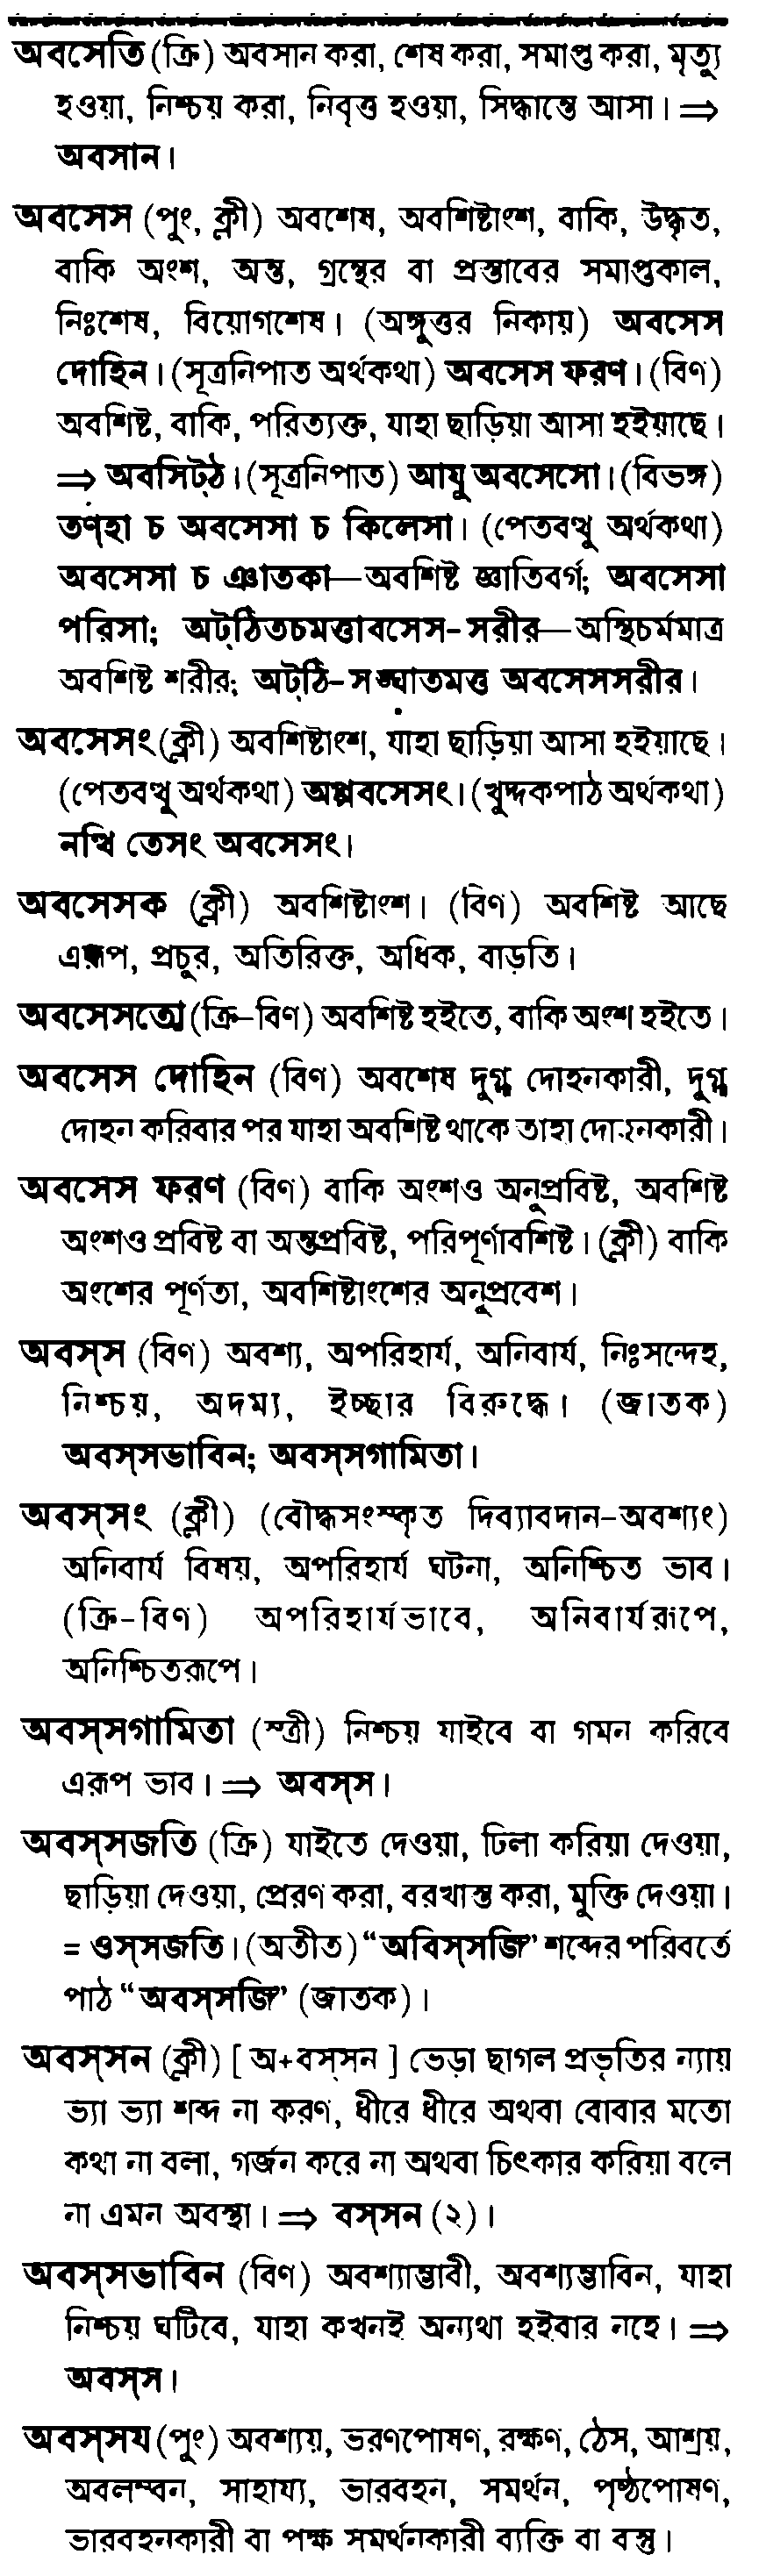 অবসেতি (ক্রি) অবসান করা, শেষ করা, সমাপ্ত করা, মৃত্যু
হওয়া, নিশ্চয় করা, নিবৃত্ত হওয়া, সিদ্ধান্তে আসা। ⇒
অবসান।
অবসেস (পুং, ক্লী) অবশেষ, অবশিষ্টাংশ, বাকি, উদ্ধৃত,
বাকি অংশ, অন্ত, গ্রন্থের বা প্রস্তাবের সমাপ্তকাল,
নিঃশেষ, বিয়োগশেষ। (অঙ্গুত্তর নিকায়) অবসেস
দোহিন। (সূত্রনিপাত অর্থকথা) অবসেস ফরণ। (বিণ)
অবশিষ্ট, বাকি, পরিত্যক্ত, যাহা ছাড়িয়া আসা হইয়াছে।
⇒ অবসিট্‌ঠ। (সূত্রনিপাত) আযু অবসেসো। (বিভঙ্গ)
তণ্‌হা চ অবসেসা চ কিলেসা। (পেতবত্থু অর্থকথা)
অবসেসা চ ঞাতকা—অবশিষ্ট জ্ঞাতিবর্গ; অবসেসা
পরিসা; অট্‌ঠিতচমত্তাবসেস-সরীর—অস্থিচর্মমাত্র
অবশিষ্ট শরীর; অট্‌ঠি-সঙ্ঘাতমত্ত অবসেসসরীর।
অবসেসং (ক্লী) অবশিষ্টাংশ, যাহা ছাড়িয়া আসা হইয়াছে।
(পেতবত্থু অর্থকথা) অপ্পবসেসং। (খুদ্দকপাঠ অর্থকথা)
নত্থি তেসং অবসেসং।
অবসেসক (ক্লী) অবশিষ্টাংশ। (বিণ) অবশিষ্ট আছে
এরূপ, প্রচুর, অতিরিক্ত, অধিক, বাড়তি।
অবসেসত্তো (ক্রি-বিণ) অবশিষ্ট হইতে, বাকি অংশ হইতে।
অবসেস দোহিন (বিণ) অবশেষ দুগ্ধ দোহনকারী, দুগ্ধ
দোহন করিবার পর যাহা অবশিষ্ট থাকে তাহা দোহনকারী।
অবসেস ফরণ (বিণ) বাকি অংশও অনুপ্রবিষ্ট, অবশিষ্ট
অংশও প্রবিষ্ট বা অন্তপ্রবিষ্ট, পরিপূর্ণাবশিষ্ট। (ক্লী) বাকি
অংশের পূর্ণতা, অবশিষ্টাংশের অনুপ্রবেশ।
অবস্‌স (বিণ) অবশ্য, অপরিহার্য, অনিবার্য, নিঃসন্দেহ,
নিশ্চয়, অদম্য, ইচ্ছার বিরুদ্ধে। (জাতক)
অবস্‌সভাবিন; অবস্‌সগামিতা।
অবস্‌সং (ক্লী) (বৌদ্ধসংস্কৃত দিব্যাবদান-অবশ্যং)
অনিবার্য বিষয়, অপরিহার্য ঘটনা, অনিশ্চিত ভাব।
(ক্রি-বিণ) অপরিহার্যভাবে, অনিবার্যরূপে,
অনিশ্চিতরূপে।
অবস্‌সগামিতা (স্ত্রী) নিশ্চয় যাইবে বা গমন করিবে
এরূপ ভাব। ⇒ অবস্‌স।
অবস্‌সজতি (ক্রি) যাইতে দেওয়া, ঢিলা করিয়া দেওয়া,
ছাড়িয়া দেওয়া, প্রেরণ করা, বরখাস্ত করা, মুক্তি দেওয়া।
= ওস্‌সজতি। (অতীত) “অবিস্‌সজি” শব্দের পরিবর্তে
পাঠ “অবস্‌সজি” (জাতক)।
অবস্‌সন (ক্লী) [ অ+বস্‌সন ] ভেড়া ছাগল প্রভৃতির ন্যায়
ভ্যা ভ্যা শব্দ না করণ, ধীরে ধীরে অথবা বোবার মতো
কথা না বলা, গর্জন করে না অথবা চিৎকার করিয়া বলে
না এমন অবস্থা। ⇒ বস্‌সন (২)।
অবস্‌সভাবিন (বিণ) অবশ্যাম্ভাবী, অবশ্যম্ভাবিন, যাহা
নিশ্চয় ঘটিবে, যাহা কখনই অন্যথা হইবার নহে। ⇒
অবস্‌স।
অবস্‌সয (পুং) অবশ্যয়, ভরণপোষণ, রক্ষণ, ঠেস, আশ্রয়,
অবলম্বন, সাহায্য, ভারবহন, সমর্থন, পৃষ্ঠপোষণ,
ভারবহনকারী বা পক্ষ সমর্থনকারী ব্যক্তি বা বস্তু।